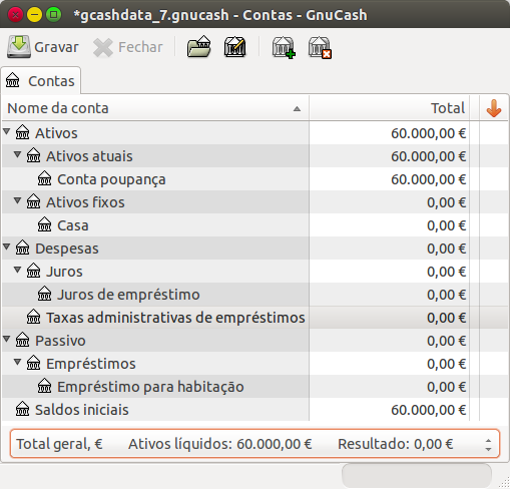 *gcashdata_7.gnucash - Contas - GnuCash
Gravar Fechar
Contas
Nome da conta Total
Ativos 60.000,00 €
Ativos atuais 60.000,00 €
Conta poupança 60.000,00 €
Ativos fixos 0,00 €
Casa 0,00 €
Despesas 0,00 €
Juros 0,00 €
Juros de empréstimo 0,00 €
Taxas administrativas de empréstimos 0,00 €
Passivo 0,00 €
Empréstimos 0,00 €
Empréstimo para habitação 0,00 €
Saldos iniciais 60.000,00 €
Total geral, € Ativos líquidos: 60.000,00 € Resultado: 0,00 €